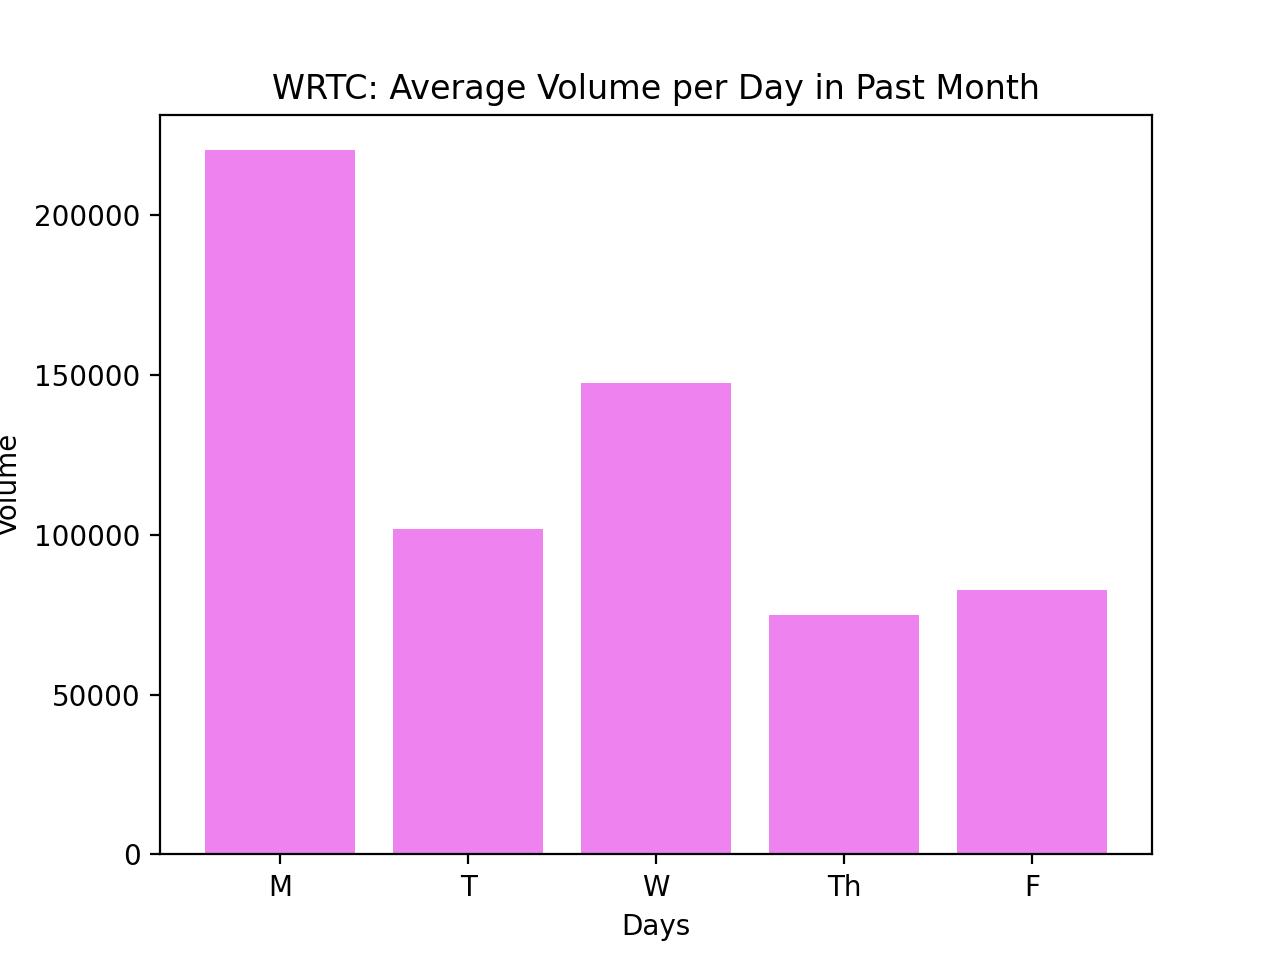 WRTC: Average Volume per Day in Past Month
200000
150000
100000
50000
0
Volume
M T W Th F
Days